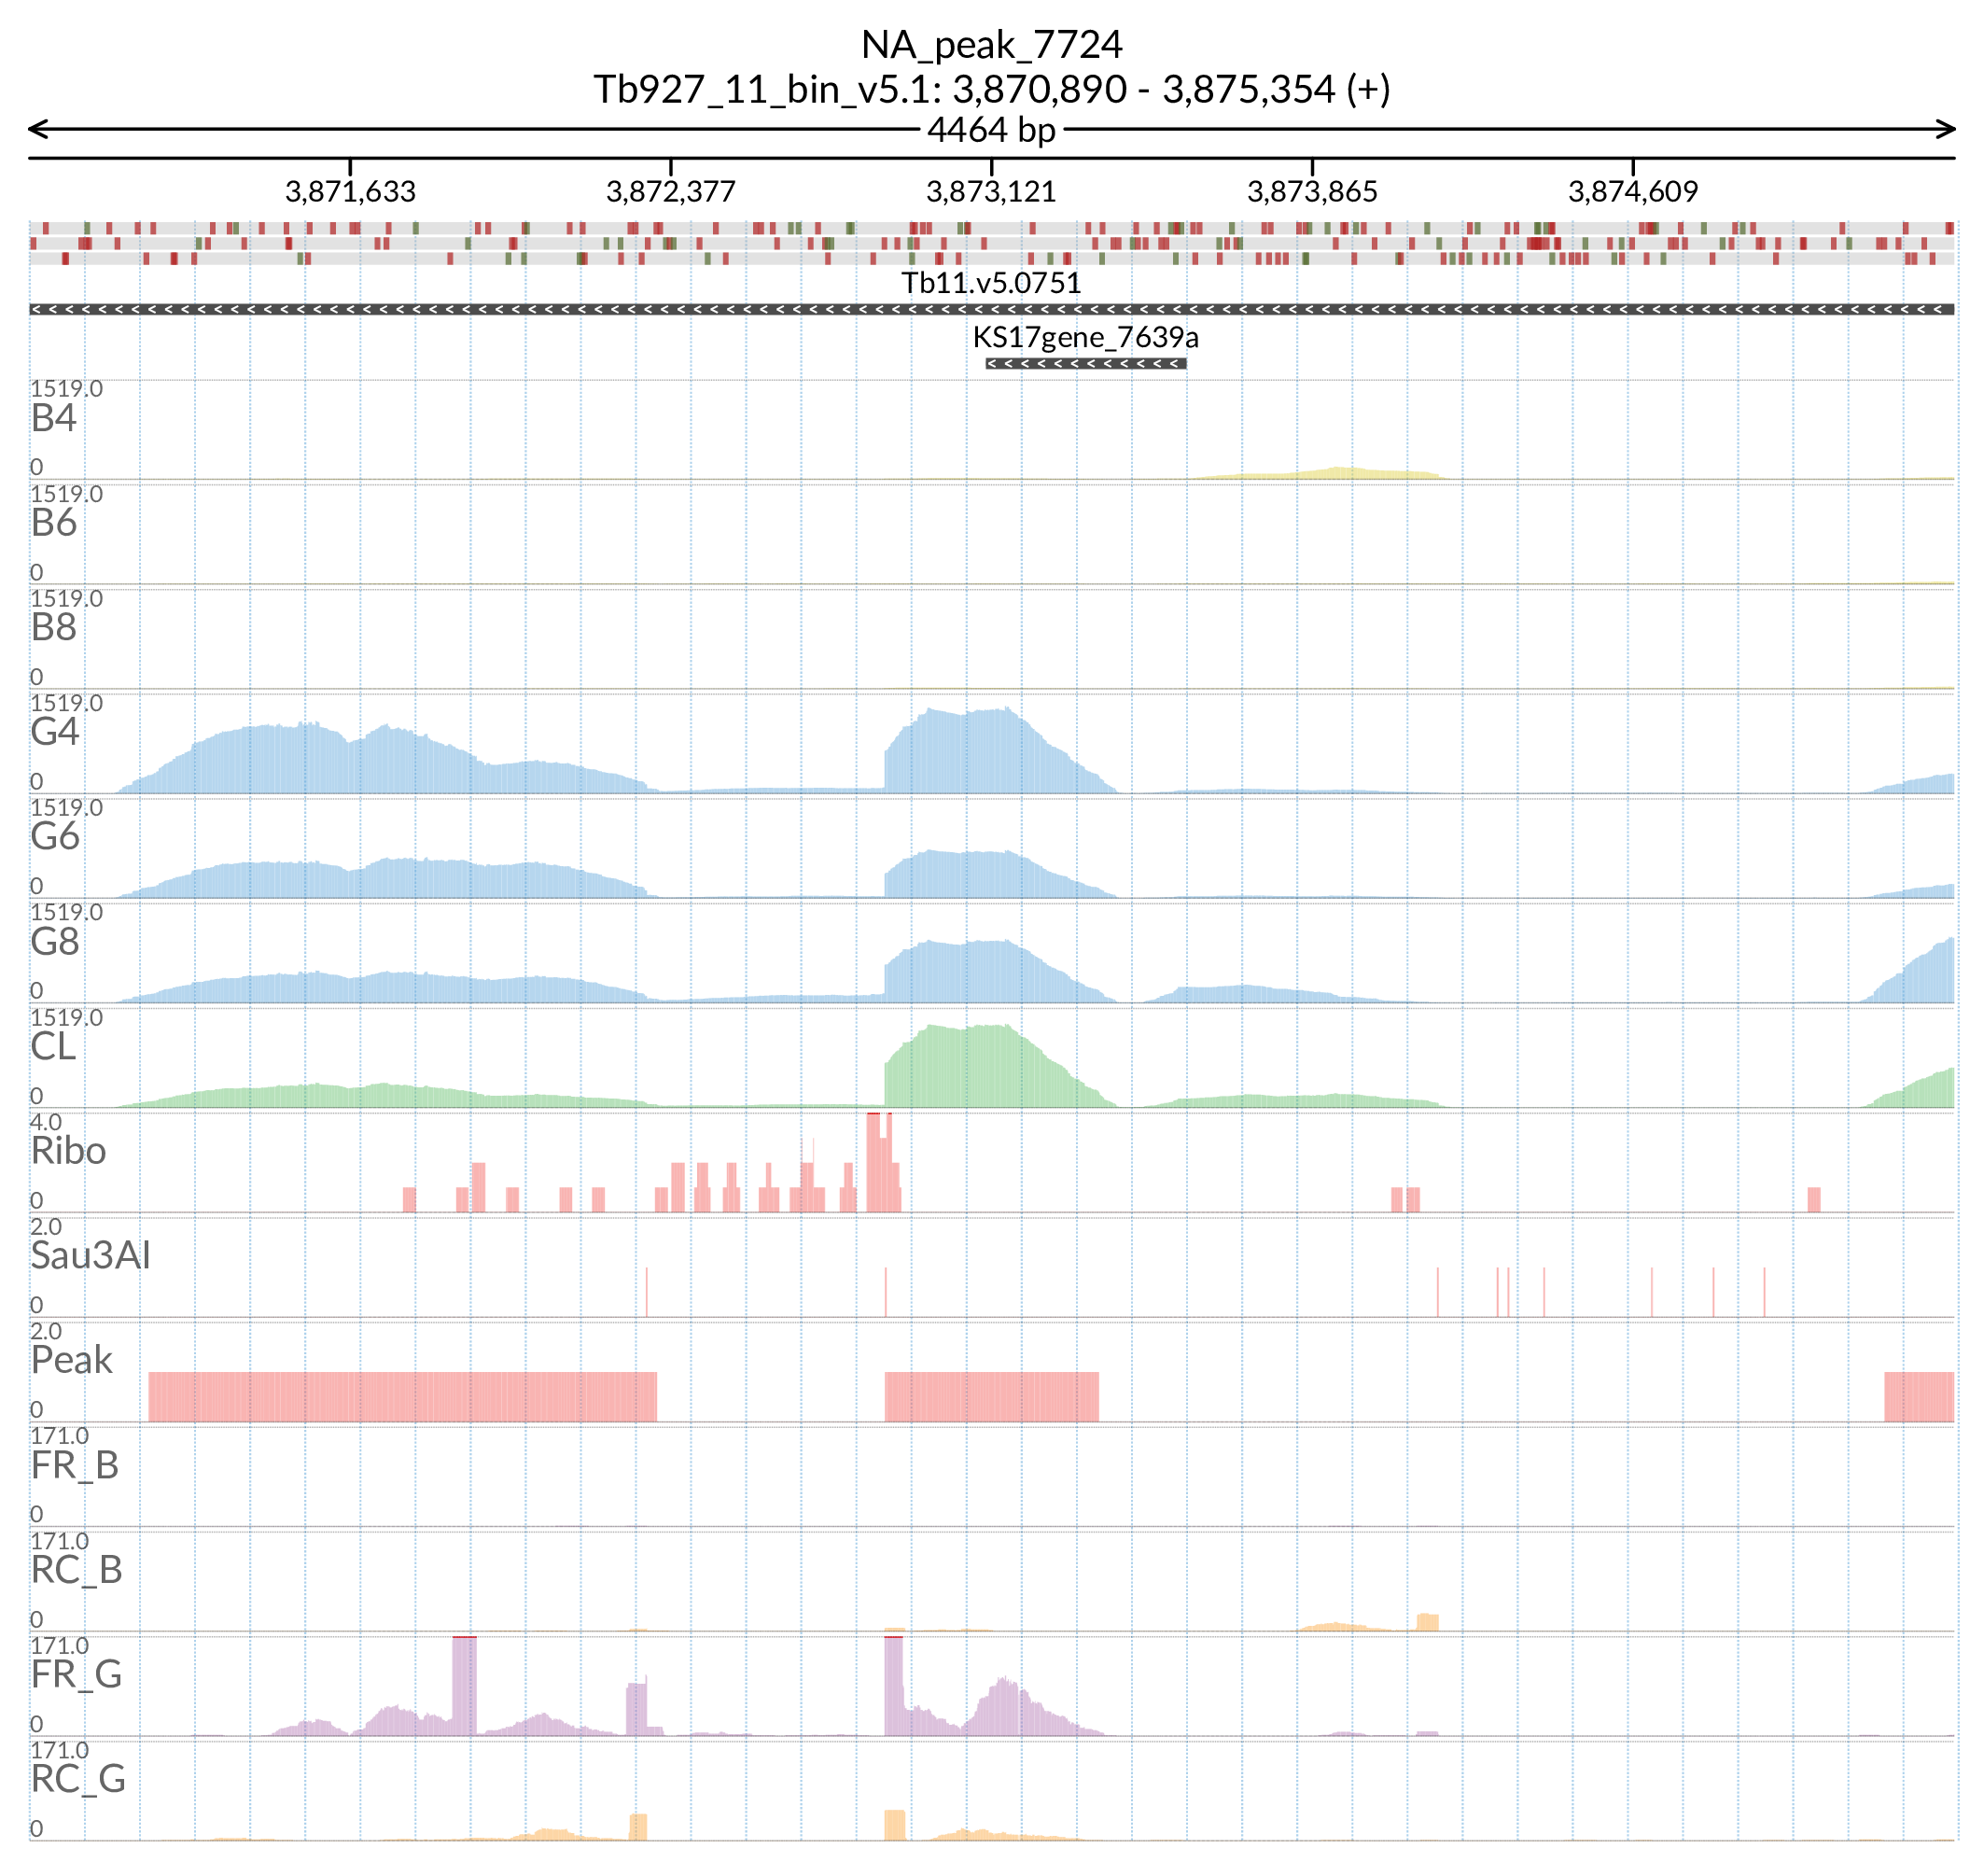 NA_peak_7724
Tb927_11_bin_v5.1: 3,870,890 - 3,875,354 (+)
4464 bp
3,871,633 3,872,377 3,873,121 3,873,865 3,874,609
Tb11.v5.0751
KS17gene_7639a
1519.0
B4
0
1519.0
B6
0
1519.0
B8
0
1519.0
G4
0
1519.0
G6
0
1519.0
G8
0
1519.0
CL
0
4.0
Ribo
0
2.0
Sau3AI
0
2.0
Peak
0
171.0
FR_B
0
171.0
RC_B
0
171.0
FR_G
0
171.0
RC_G
0